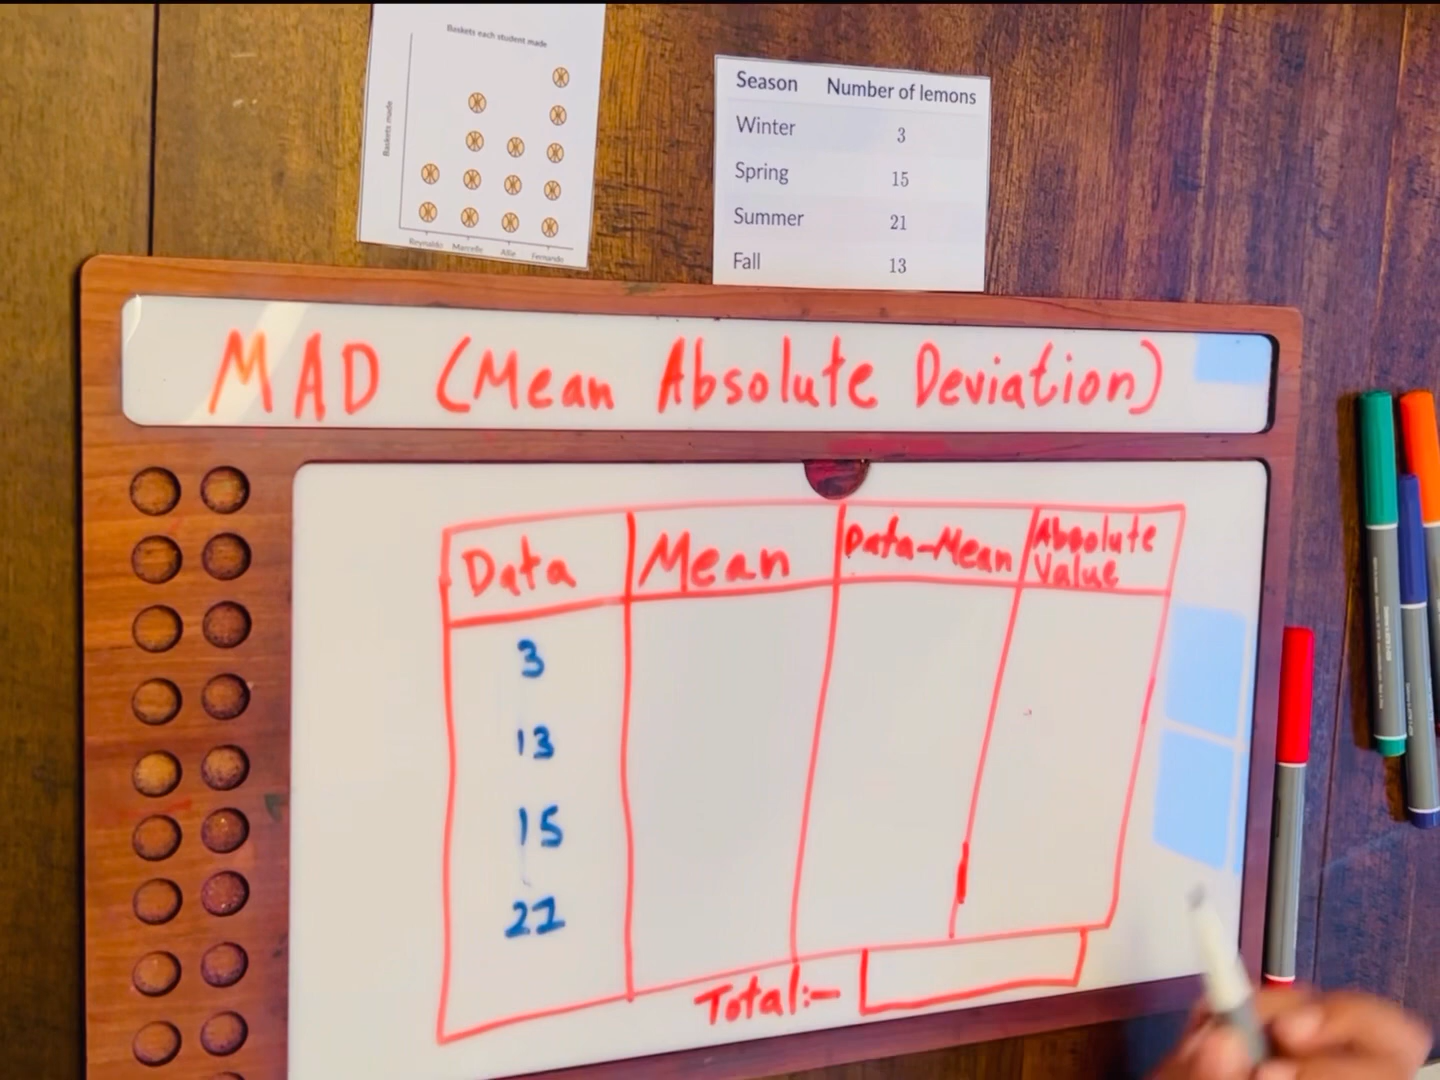 Baskets each student made
Baskets made
Reynaldo Marcelle Allie Fernando
Season Number of lemons
Winter 3
Spring 15
Summer 21
Fall 13
MAD (Mean Absolute Deviation)
Data Mean Data-Mean Absolute Value
3
13
15
21
Total:-